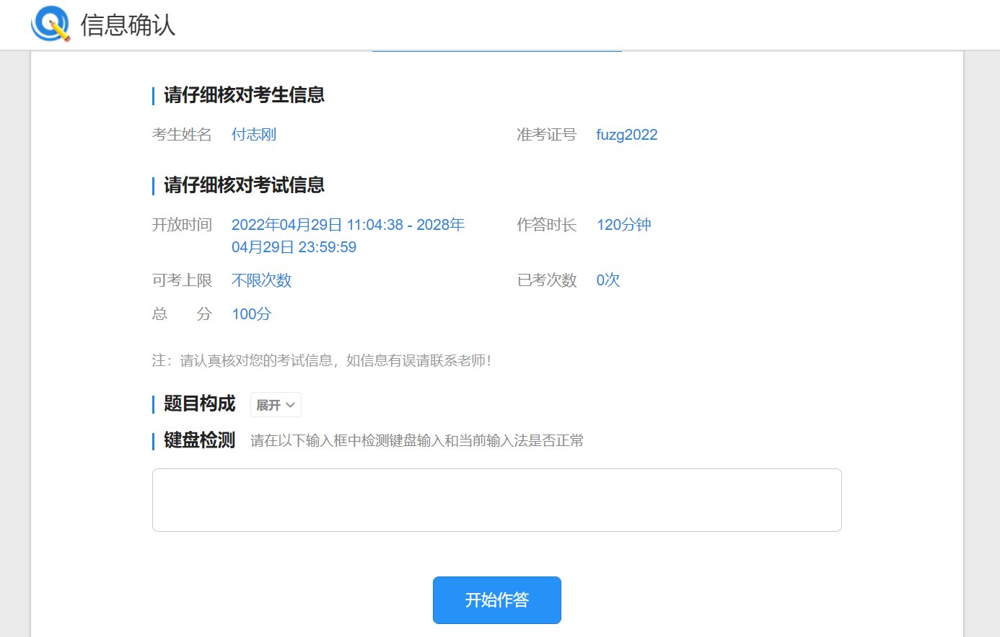 信息确认
请仔细核对考生信息
考生姓名 付志刚 准考证号 fuzg2022
请仔细核对考试信息
开放时间 2022年04月29日 11:04:38 - 2028年04月29日 23:59:59 作答时长 120分钟
可考上限 不限次数 已考次数 0次
总 分 100分
注：请认真核对您的考试信息，如信息有误请联系老师！
题目构成 展开
键盘检测 请在以下输入框中检测键盘输入和当前输入法是否正常
开始作答